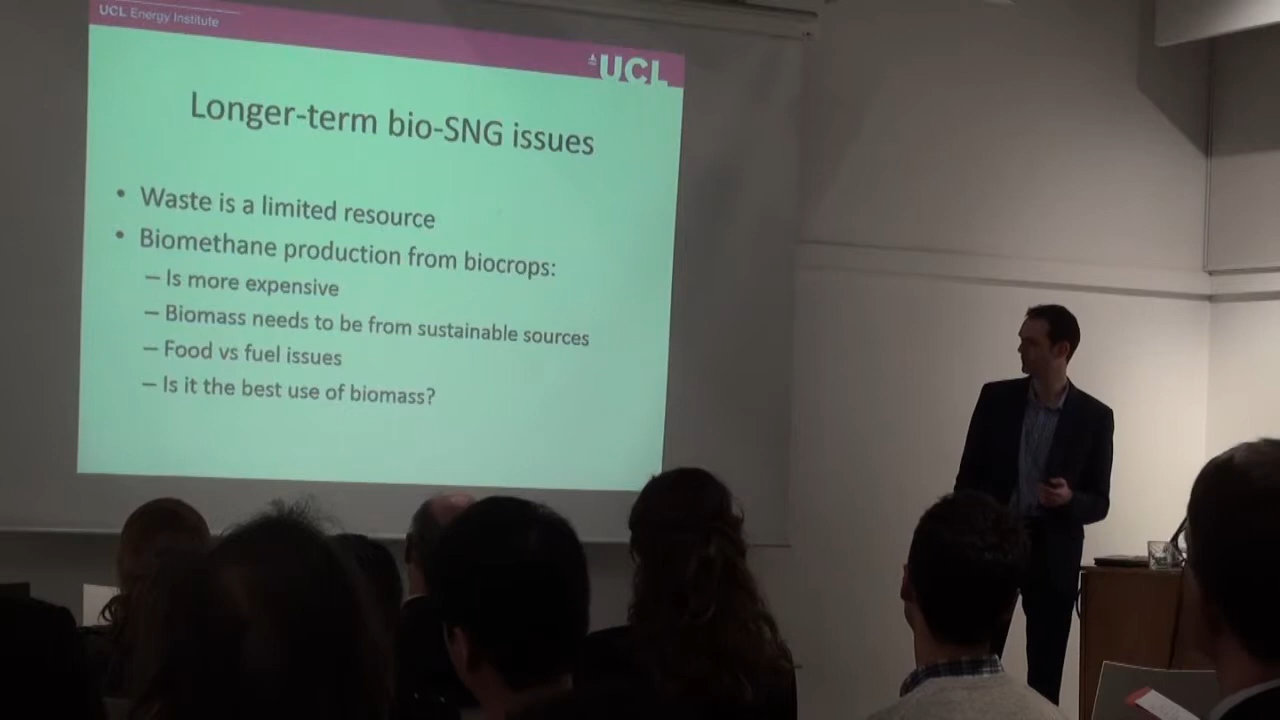 UCL Energy Institute
UCL
Longer-term bio-SNG issues
• Waste is a limited resource
• Biomethane production from biocrops:
– Is more expensive
– Biomass needs to be from sustainable sources
– Food vs fuel issues
– Is it the best use of biomass?